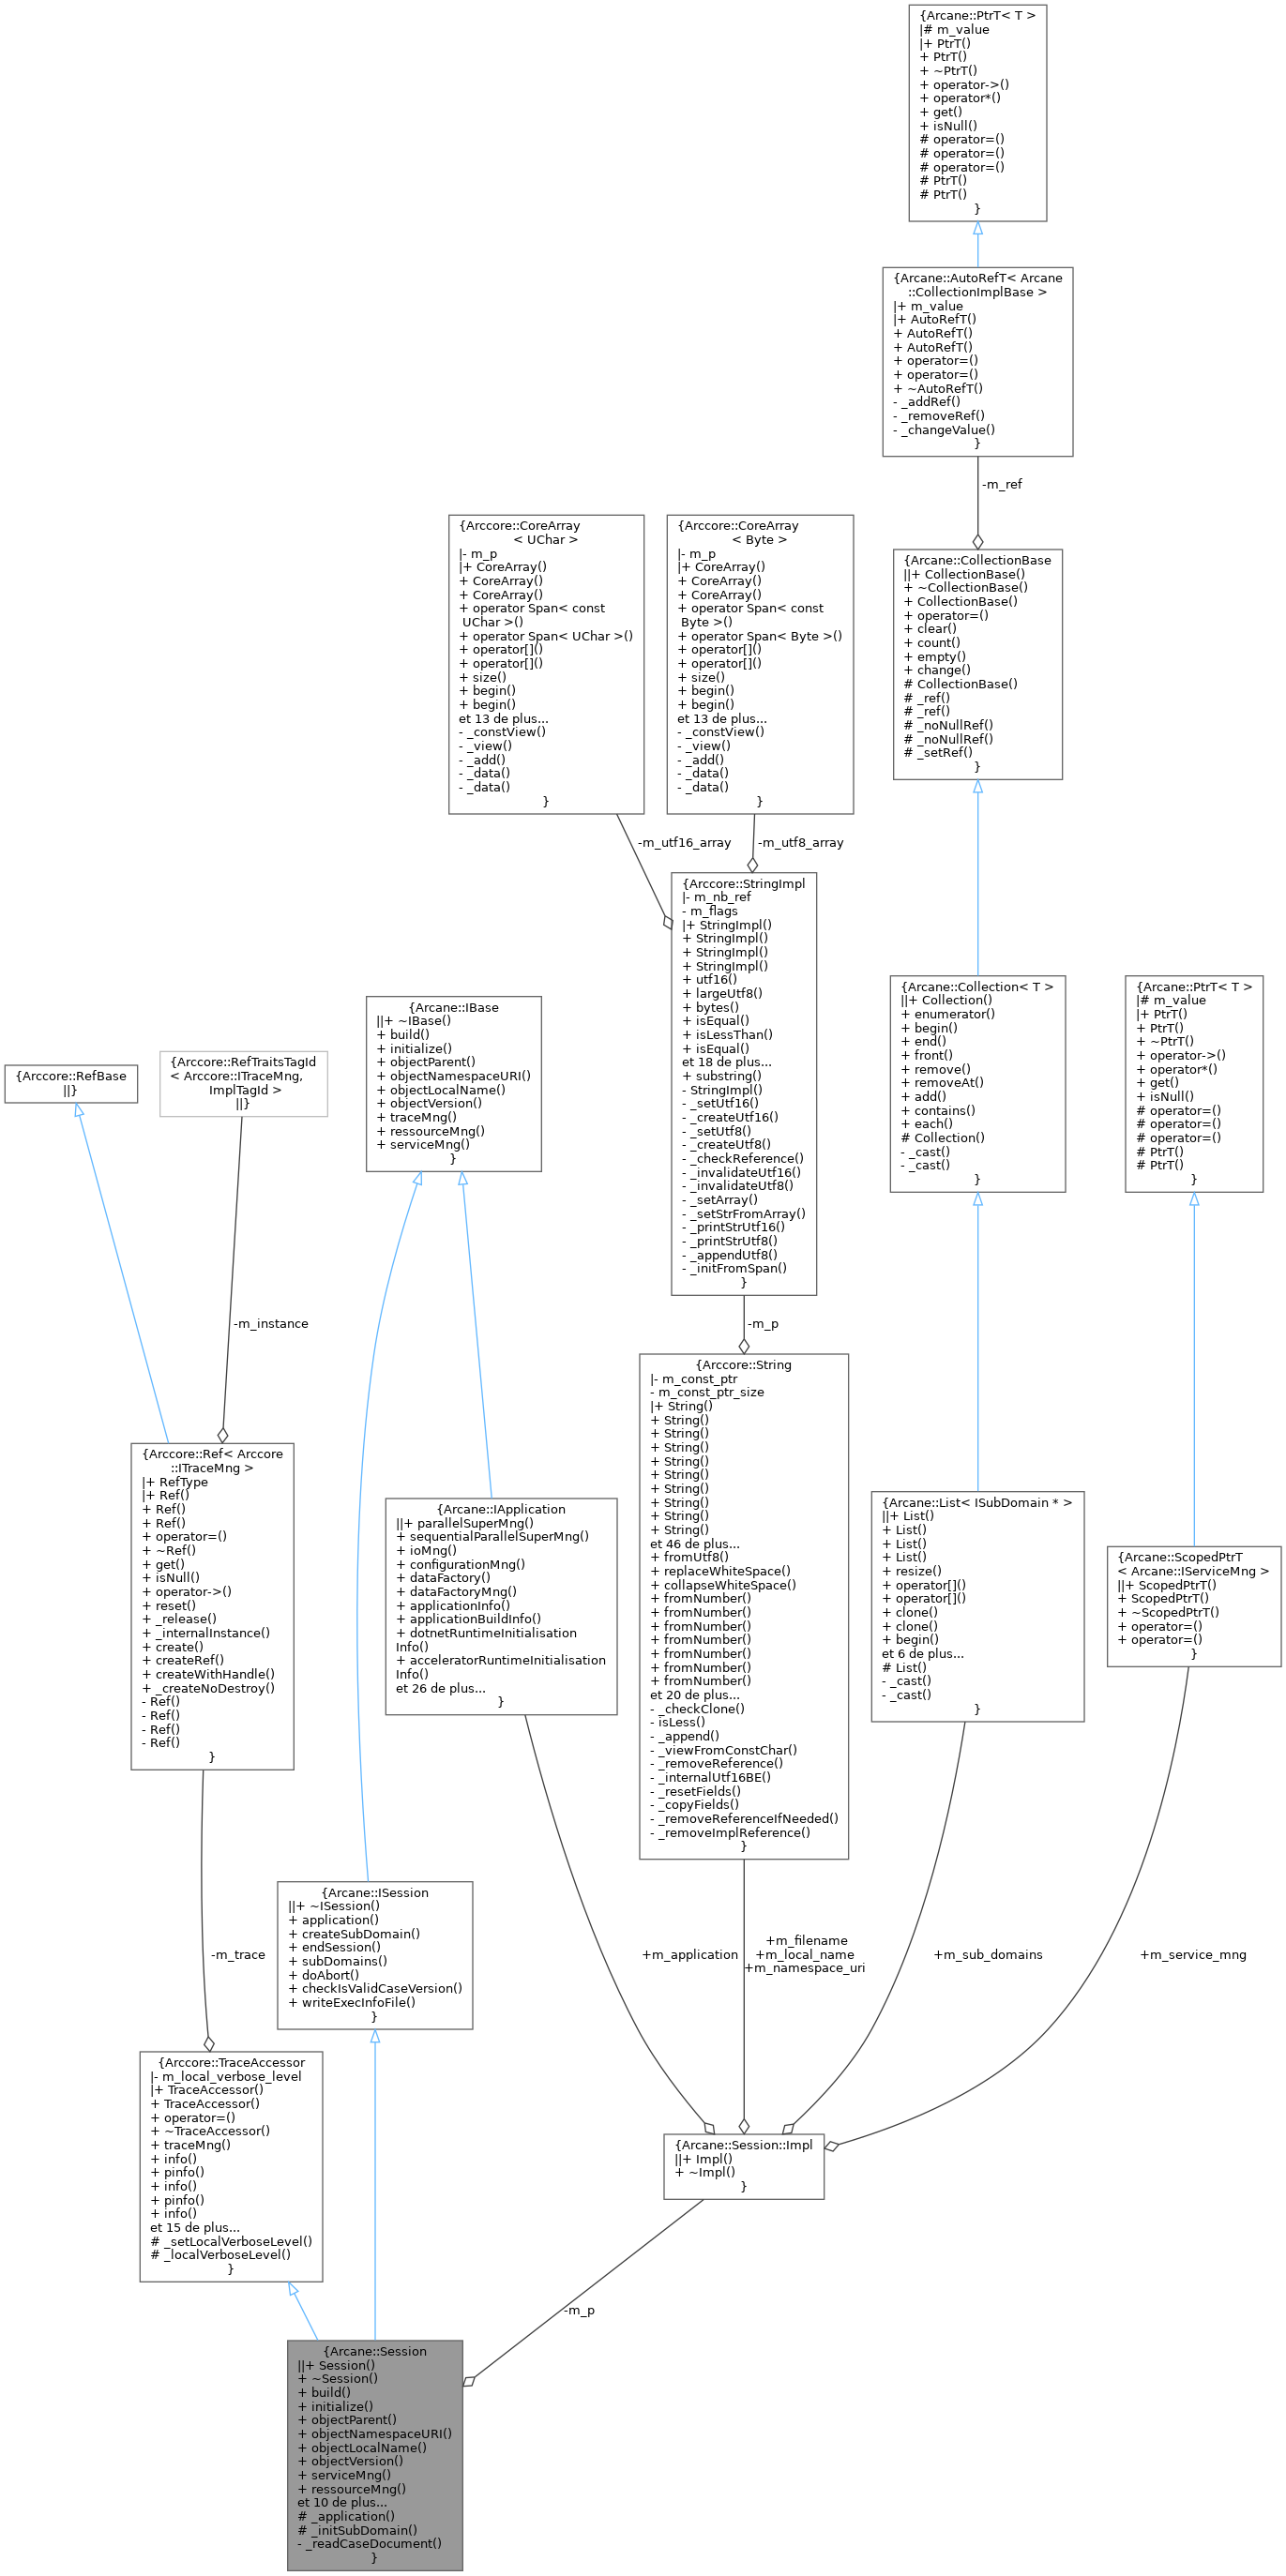 {Arcane::PtrT< T >
|# m_value
|+ PtrT()
+ PtrT()
+ ~PtrT()
+ operator->()
+ operator*()
+ get()
+ isNull()
# operator=()
# operator=()
# operator=()
# PtrT()
# PtrT()
}
{Arcane::AutoRefT< Arcane
::CollectionImplBase >
|+ m_value
|+ AutoRefT()
+ AutoRefT()
+ AutoRefT()
+ operator=()
+ operator=()
+ ~AutoRefT()
- _addRef()
- _removeRef()
- _changeValue()
}
-m_ref
{Arccore::CoreArray
< UChar >
|- m_p
|+ CoreArray()
+ CoreArray()
+ CoreArray()
+ operator Span< const
UChar >()
+ operator Span< UChar >()
+ operator[]()
+ operator[]()
+ size()
+ begin()
+ begin()
et 13 de plus...
- _constView()
- _view()
- _add()
- _data()
- _data()
}
{Arccore::CoreArray
< Byte >
|- m_p
|+ CoreArray()
+ CoreArray()
+ CoreArray()
+ operator Span< const
Byte >()
+ operator Span< Byte >()
+ operator[]()
+ operator[]()
+ size()
+ begin()
+ begin()
et 13 de plus...
- _constView()
- _view()
- _add()
- _data()
- _data()
}
{Arcane::CollectionBase
||+ CollectionBase()
+ ~CollectionBase()
+ CollectionBase()
+ operator=()
+ clear()
+ count()
+ empty()
+ change()
# CollectionBase()
# _ref()
# _ref()
# _noNullRef()
# _noNullRef()
# _setRef()
}
-m_utf16_array
-m_utf8_array
{Arccore::StringImpl
|- m_nb_ref
- m_flags
|+ StringImpl()
+ StringImpl()
+ StringImpl()
+ StringImpl()
+ utf16()
+ largeUtf8()
+ bytes()
+ isEqual()
+ isLessThan()
+ isEqual()
et 18 de plus...
+ substring()
- StringImpl()
- _setUtf16()
- _createUtf16()
- _setUtf8()
- _createUtf8()
- _checkReference()
- _invalidateUtf16()
- _invalidateUtf8()
- _setArray()
- _setStrFromArray()
- _printStrUtf16()
- _printStrUtf8()
- _appendUtf8()
- _initFromSpan()
}
{Arcane::Collection< T >
||+ Collection()
+ enumerator()
+ begin()
+ end()
+ front()
+ remove()
+ removeAt()
+ add()
+ contains()
+ each()
# Collection()
- _cast()
- _cast()
}
{Arcane::PtrT< T >
|# m_value
|+ PtrT()
+ PtrT()
+ ~PtrT()
+ operator->()
+ operator*()
+ get()
+ isNull()
# operator=()
# operator=()
# operator=()
# PtrT()
# PtrT()
}
{Arcane::IBase
||+ ~IBase()
+ build()
+ initialize()
+ objectParent()
+ objectNamespaceURI()
+ objectLocalName()
+ objectVersion()
+ traceMng()
+ ressourceMng()
+ serviceMng()
}
{Arccore::RefBase
||}
{Arccore::RefTraitsTagId
< Arccore::ITraceMng,
ImplTagId >
||}
-m_instance
-m_p
{Arccore::String
|- m_const_ptr
- m_const_ptr_size
|+ String()
+ String()
+ String()
+ String()
+ String()
+ String()
+ String()
+ String()
+ String()
+ String()
et 46 de plus...
+ fromUtf8()
+ replaceWhiteSpace()
+ collapseWhiteSpace()
+ fromNumber()
+ fromNumber()
+ fromNumber()
+ fromNumber()
+ fromNumber()
+ fromNumber()
+ fromNumber()
et 20 de plus...
- _checkClone()
- isLess()
- _append()
- _viewFromConstChar()
- _removeReference()
- _internalUtf16BE()
- _resetFields()
- _copyFields()
- _removeReferenceIfNeeded()
- _removeImplReference()
}
{Arccore::Ref< Arccore
::ITraceMng >
|+ RefType
|+ Ref()
+ Ref()
+ Ref()
+ operator=()
+ ~Ref()
+ get()
+ isNull()
+ operator->()
+ reset()
+ _release()
+ _internalInstance()
+ create()
+ createRef()
+ createWithHandle()
+ _createNoDestroy()
- Ref()
- Ref()
- Ref()
- Ref()
}
{Arcane::IApplication
||+ parallelSuperMng()
+ sequentialParallelSuperMng()
+ ioMng()
+ configurationMng()
+ dataFactory()
+ dataFactoryMng()
+ applicationInfo()
+ applicationBuildInfo()
+ dotnetRuntimeInitialisation
Info()
+ acceleratorRuntimeInitialisation
Info()
et 26 de plus...
}
{Arcane::List< ISubDomain * >
||+ List()
+ List()
+ List()
+ List()
+ resize()
+ operator[]()
+ operator[]()
+ clone()
+ clone()
+ begin()
et 6 de plus...
# List()
- _cast()
- _cast()
}
{Arcane::ScopedPtrT
< Arcane::IServiceMng >
||+ ScopedPtrT()
+ ScopedPtrT()
+ ~ScopedPtrT()
+ operator=()
+ operator=()
}
{Arcane::ISession
||+ ~ISession()
+ application()
+ createSubDomain()
+ endSession()
+ subDomains()
+ doAbort()
+ checkIsValidCaseVersion()
+ writeExecInfoFile()
}
-m_trace
+m_application
+m_filename
+m_local_name
+m_namespace_uri
+m_sub_domains
+m_service_mng
{Arccore::TraceAccessor
|- m_local_verbose_level
|+ TraceAccessor()
+ TraceAccessor()
+ operator=()
+ ~TraceAccessor()
+ traceMng()
+ info()
+ pinfo()
+ info()
+ pinfo()
+ info()
et 15 de plus...
# _setLocalVerboseLevel()
# _localVerboseLevel()
}
{Arcane::Session::Impl
||+ Impl()
+ ~Impl()
}
-m_p
{Arcane::Session
||+ Session()
+ ~Session()
+ build()
+ initialize()
+ objectParent()
+ objectNamespaceURI()
+ objectLocalName()
+ objectVersion()
+ serviceMng()
+ ressourceMng()
et 10 de plus...
# _application()
# _initSubDomain()
- _readCaseDocument()
}